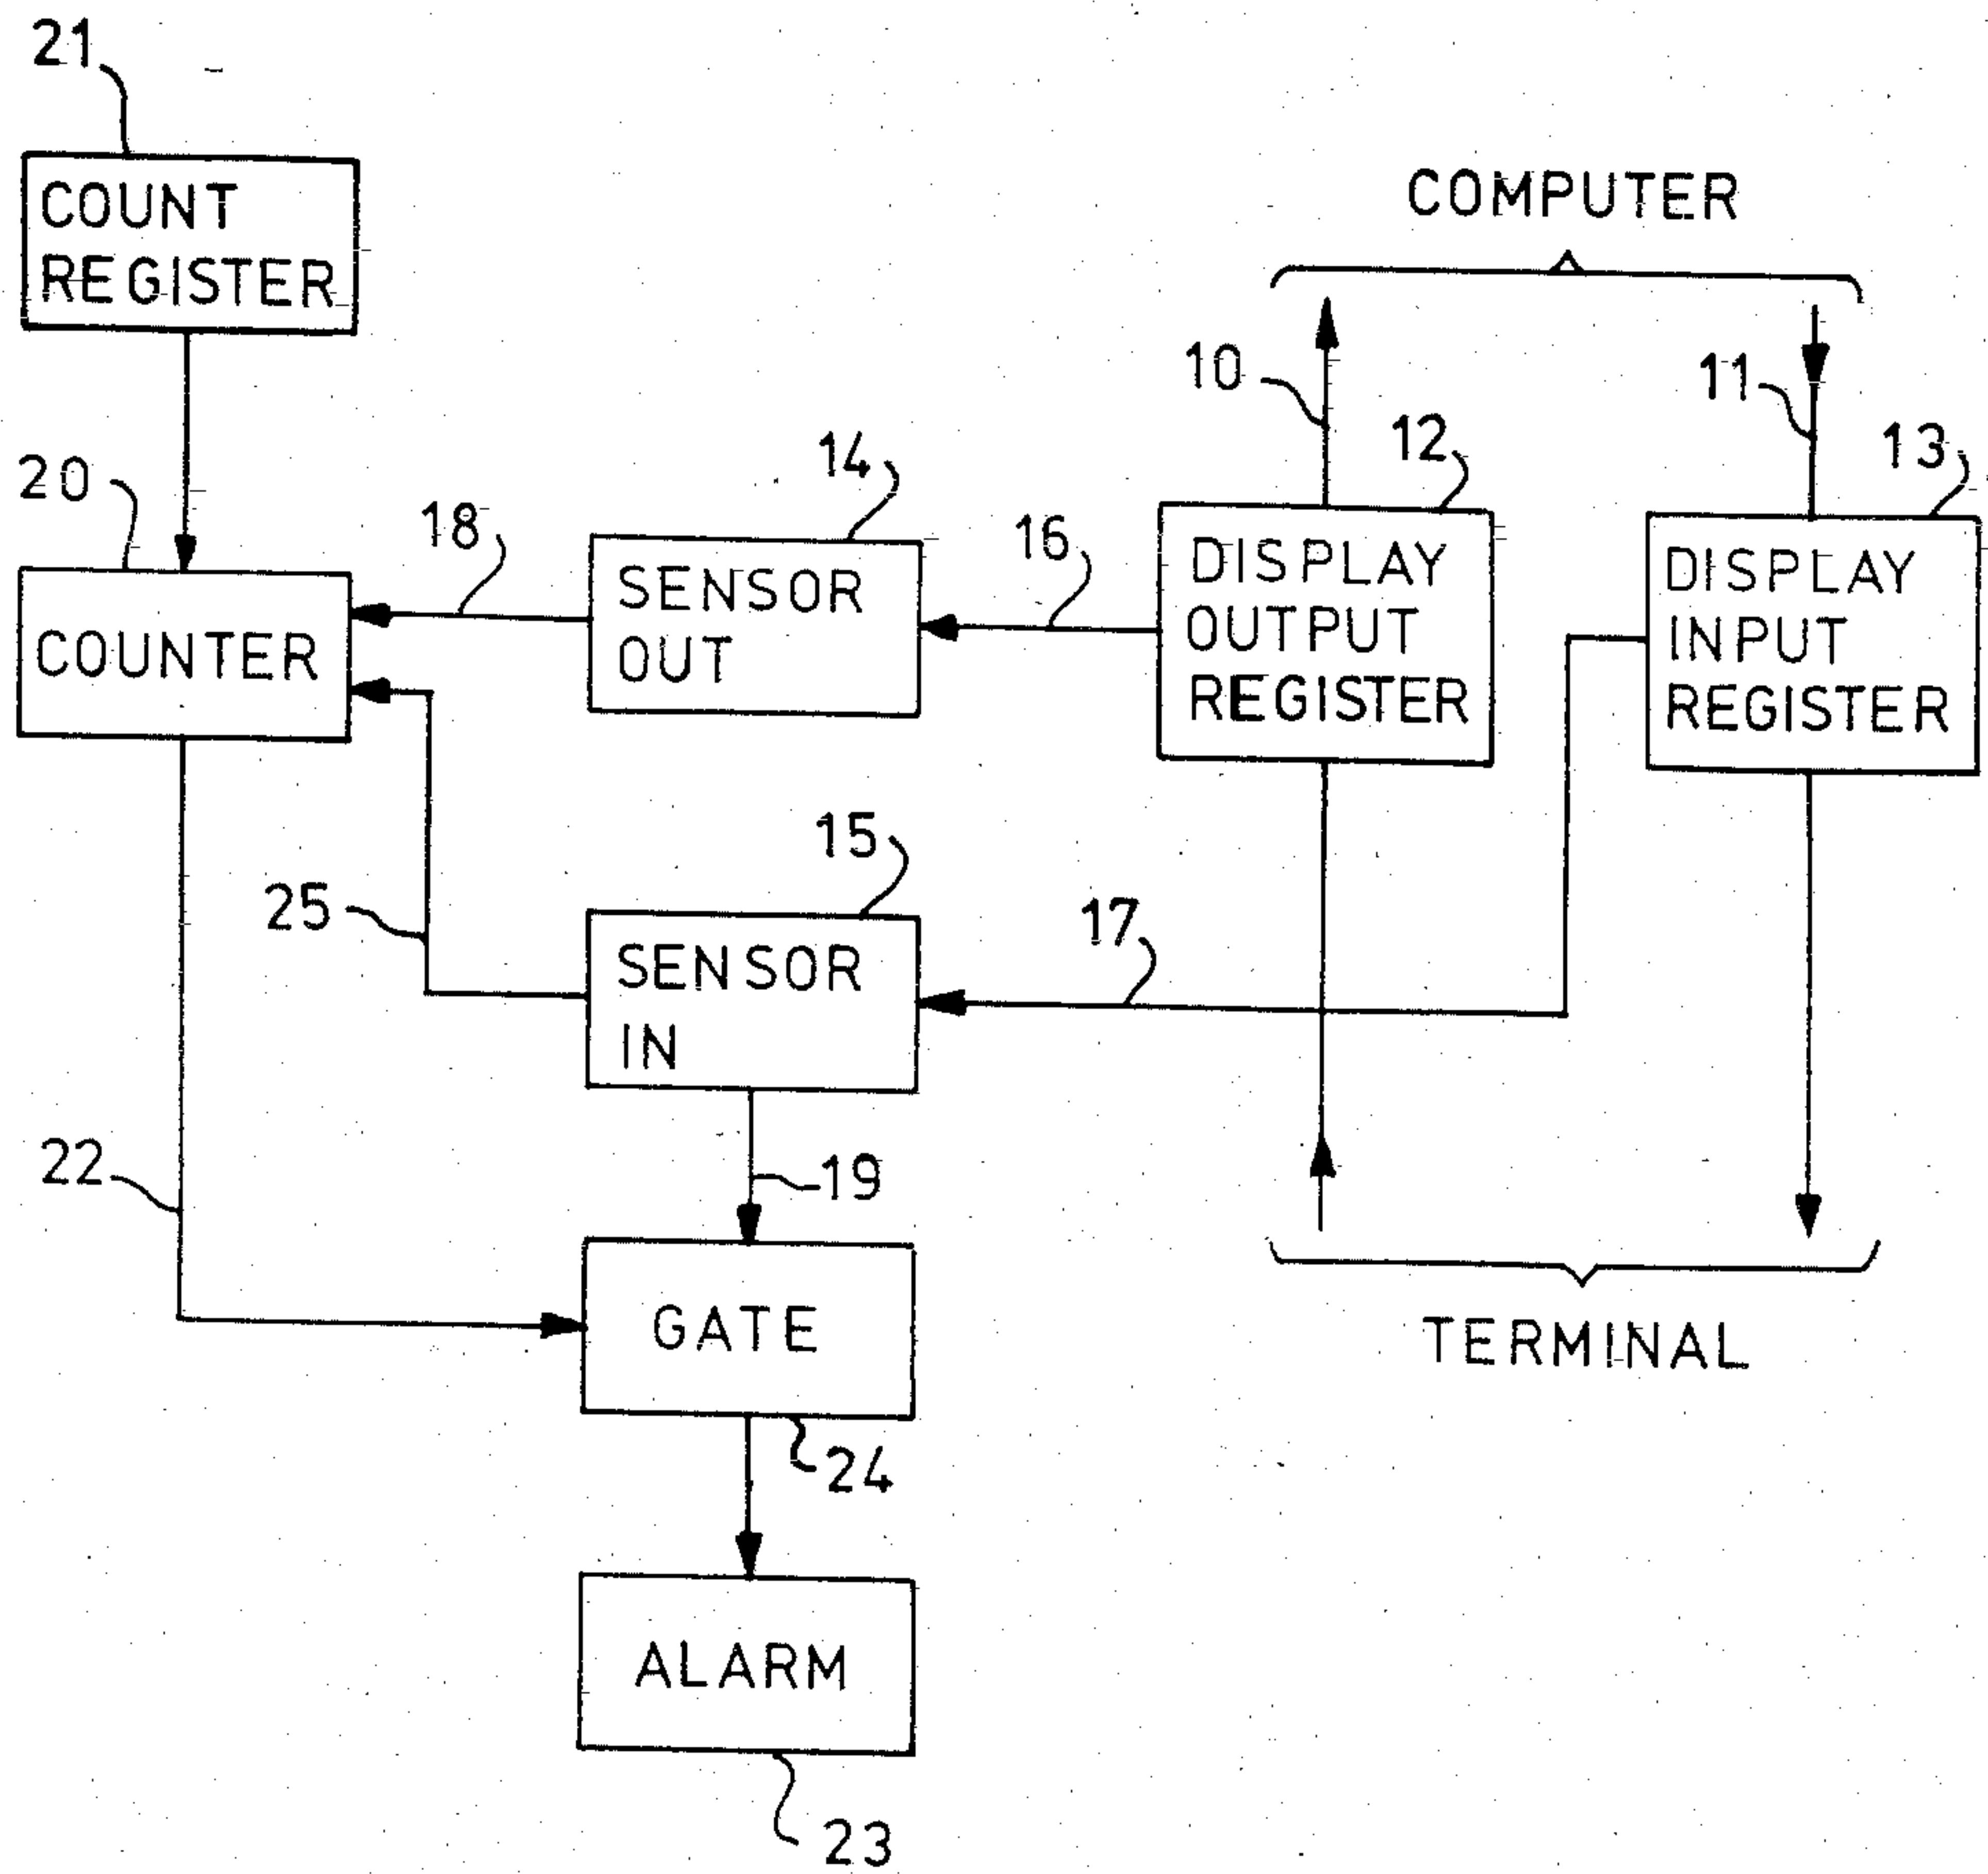 21
COUNT
REGISTER
COMPUTER
10
11
12
13
20
18
14
16
COUNTER
SENSOR
OUT
DISPLAY
OUTPUT
REGISTER
DISPLAY
INPUT
REGISTER
25
15
17
SENSOR
IN
22
19
GATE
TERMINAL
24
ALARM
23